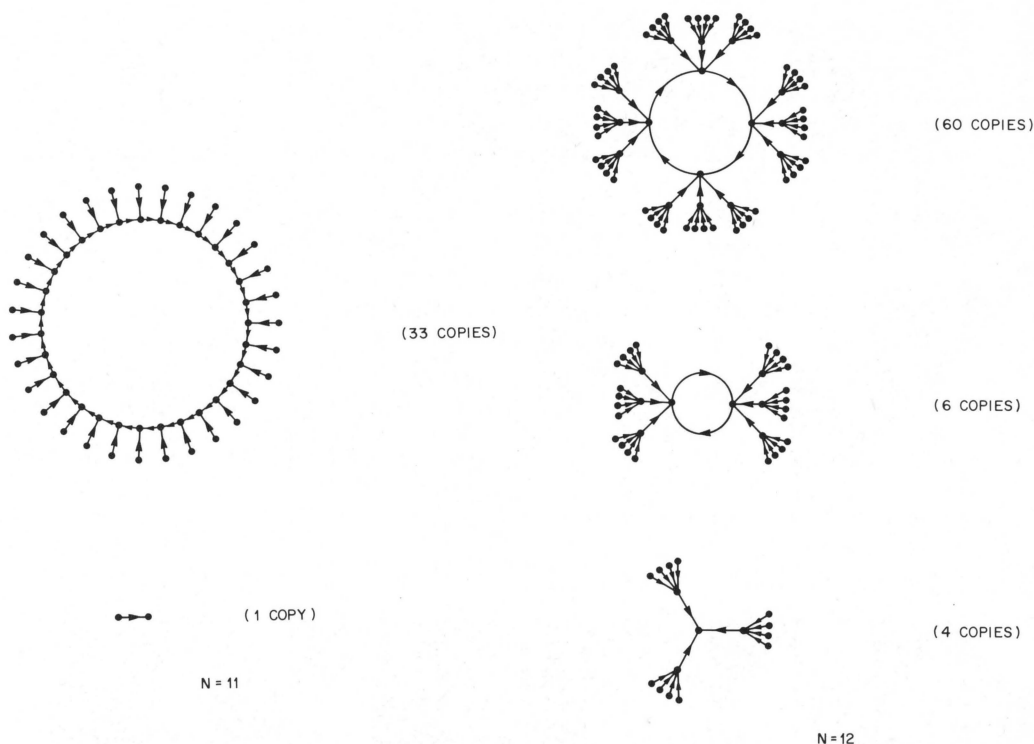 (33 COPIES)
(1 COPY)
N = 11
(60 COPIES)
(6 COPIES)
(4 COPIES)
N = 12